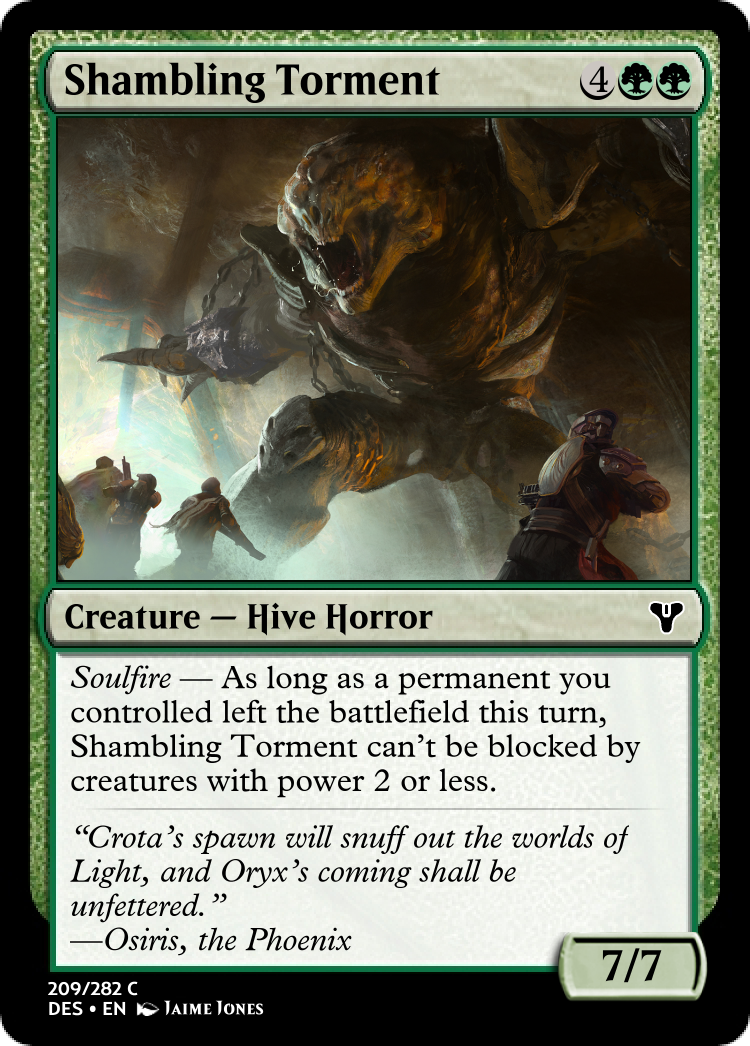 Shambling Torment 4
Creature — Hive Horror
Soulfire — As long as a permanent you
controlled left the battlefield this turn,
Shambling Torment can't be blocked by
creatures with power 2 or less.
“Crota's spawn will snuff out the worlds of
Light, and Oryx's coming shall be
unfettered.”
—Osiris, the Phoenix
7/7
209/282 C
DES • EN Jaime Jones